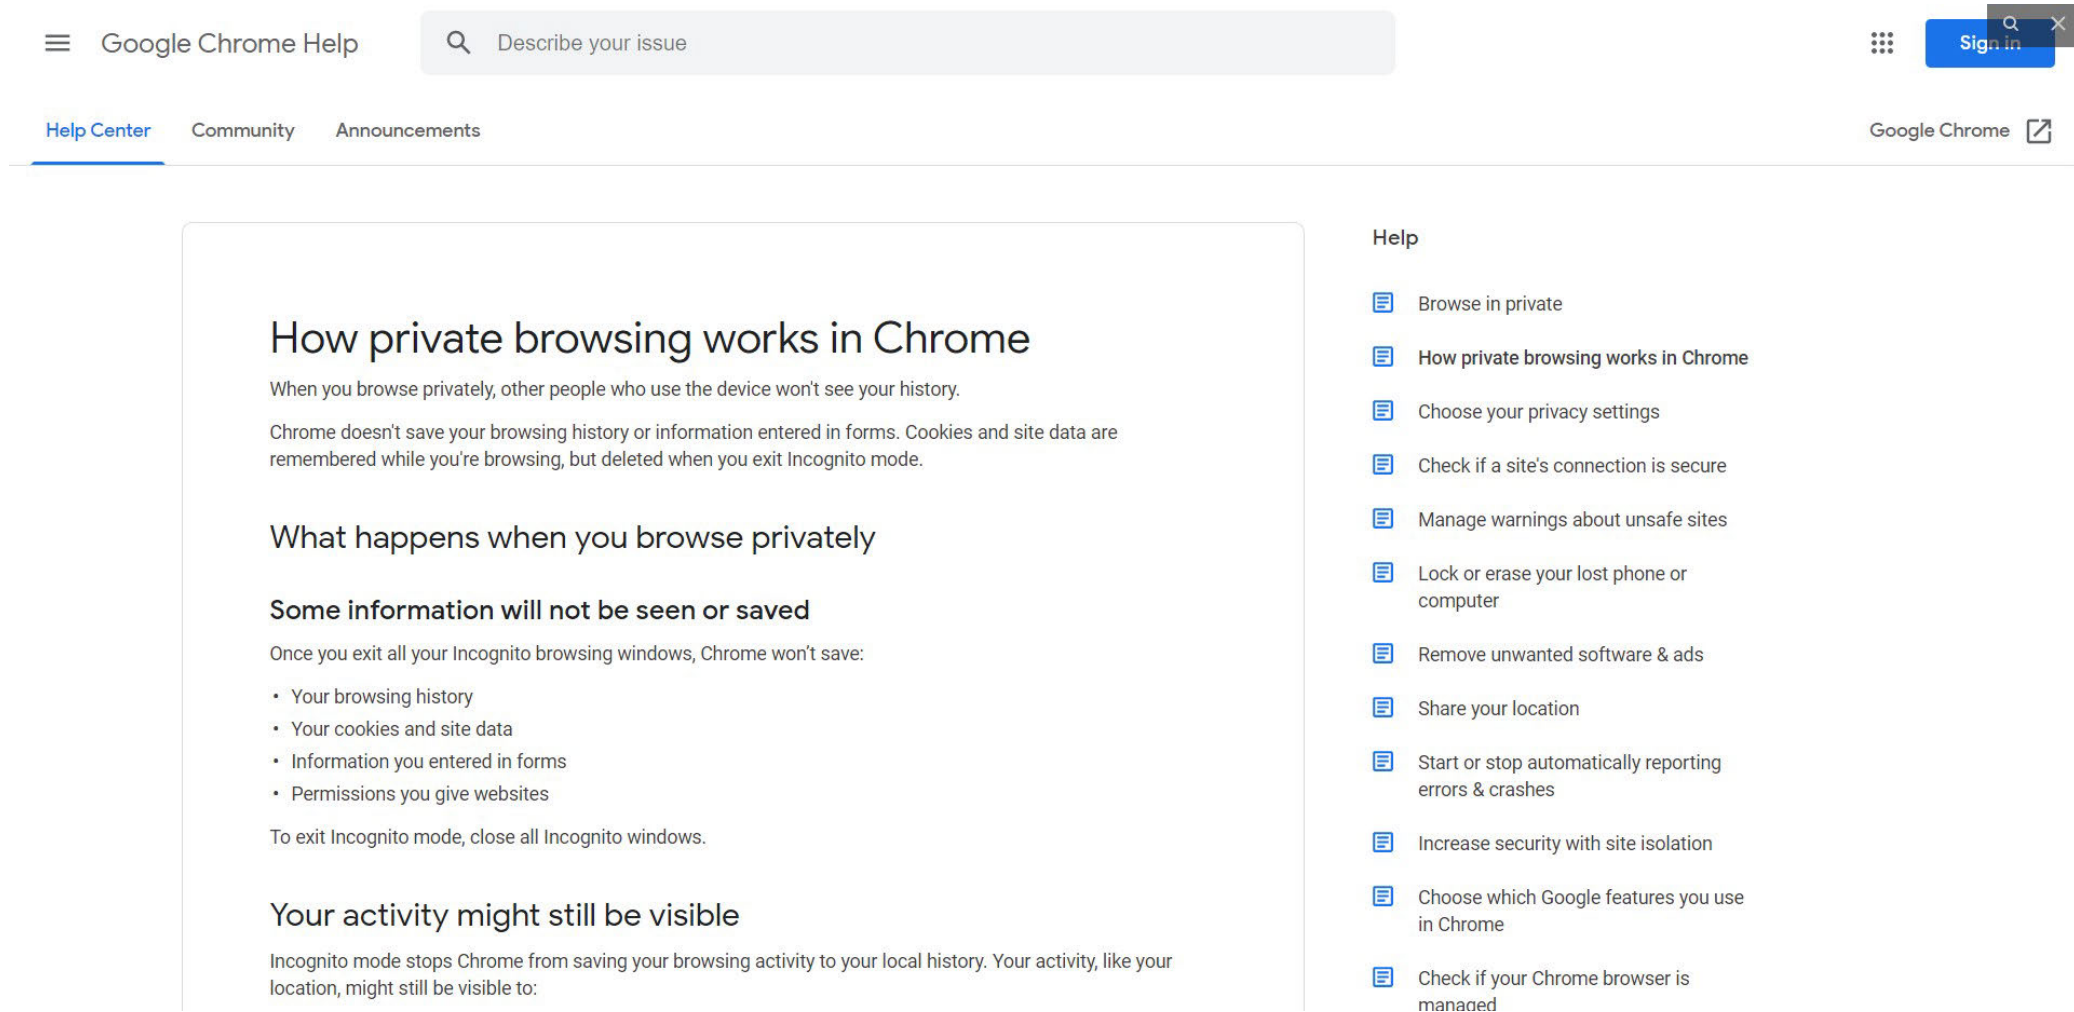 Google Chrome Help
Describe your issue
Sign in
Help Center
Community
Announcements
Google Chrome
How private browsing works in Chrome
When you browse privately, other people who use the device won't see your history.
Chrome doesn't save your browsing history or information entered in forms. Cookies and site data are
remembered while you're browsing, but deleted when you exit Incognito mode.
What happens when you browse privately
Some information will not be seen or saved
Once you exit all your Incognito browsing windows, Chrome won’t save:
• Your browsing history
• Your cookies and site data
• Information you entered in forms
• Permissions you give websites
To exit Incognito mode, close all Incognito windows.
Your activity might still be visible
Incognito mode stops Chrome from saving your browsing activity to your local history. Your activity, like your
location, might still be visible to:
Help
Browse in private
How private browsing works in Chrome
Choose your privacy settings
Check if a site's connection is secure
Manage warnings about unsafe sites
Lock or erase your lost phone or
computer
Remove unwanted software & ads
Share your location
Start or stop automatically reporting
errors & crashes
Increase security with site isolation
Choose which Google features you use
in Chrome
Check if your Chrome browser is
managed